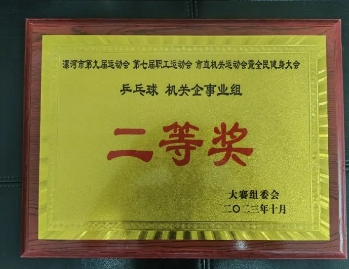 漯河市第九届运动会 第七届职工运动会 市直机关运动会暨全民健身大会
乒乓球 机关企事业组
二等奖
大赛组委会
二〇二三年十月